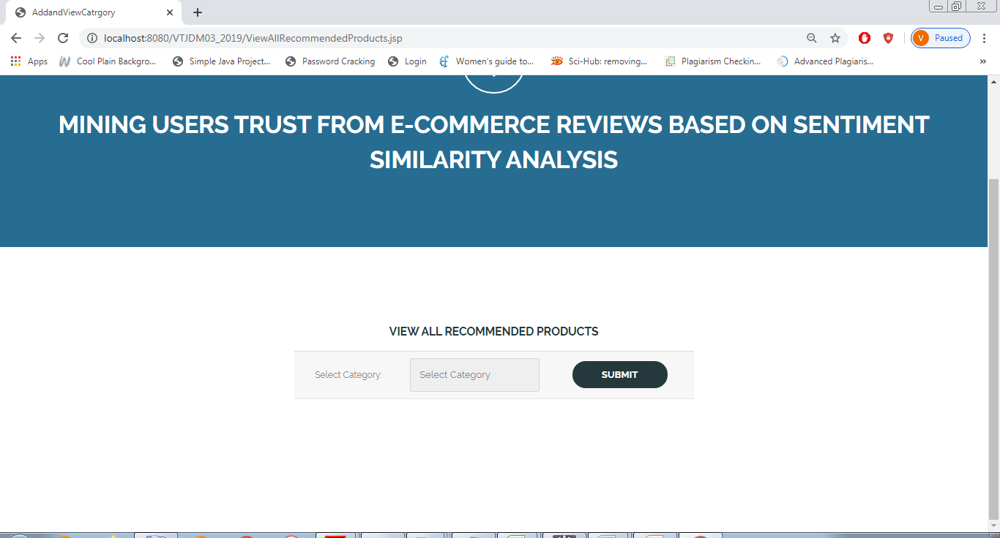 AddandViewCatrgory
localhost:8080/VTJDM03_2019/ViewAllRecommendedProducts.jsp
V Paused
Apps Cool Plain Backgro... Simple Java Project... Password Cracking Login Women's guide to... Sci-Hub: removing... Plagiarism Checkin... Advanced Plagiaris... »
MINING USERS TRUST FROM E-COMMERCE REVIEWS BASED ON SENTIMENT
SIMILARITY ANALYSIS
VIEW ALL RECOMMENDED PRODUCTS
Select Category: Select Category SUBMIT